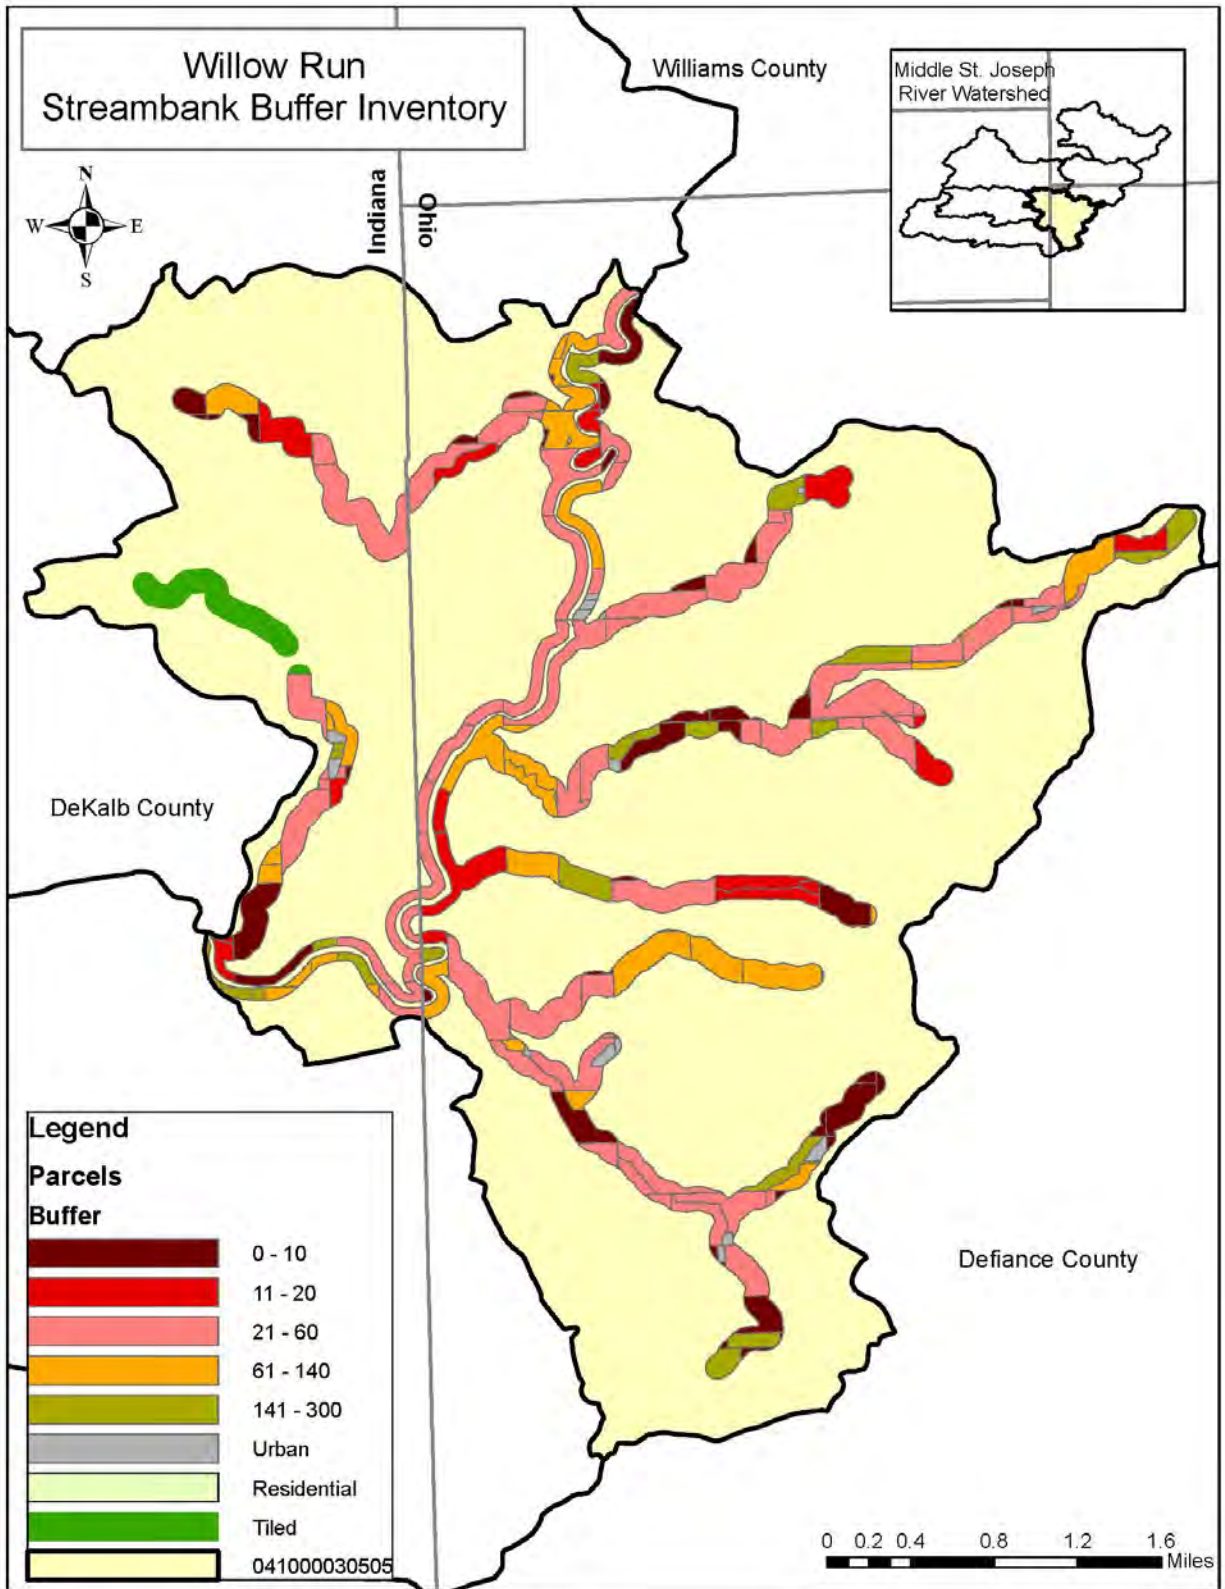 Willow Run
Streambank Buffer Inventory
Williams County
Middle St. Joseph
River Watershed
N
W
E
S
Indiana
Ohio
DeKalb County
Defiance County
Legend
Parcels
Buffer
0 - 10
11 - 20
21 - 60
61 - 140
141 - 300
Urban
Residential
Tiled
041000030505
0 0.2 0.4 0.8 1.2 1.6
Miles